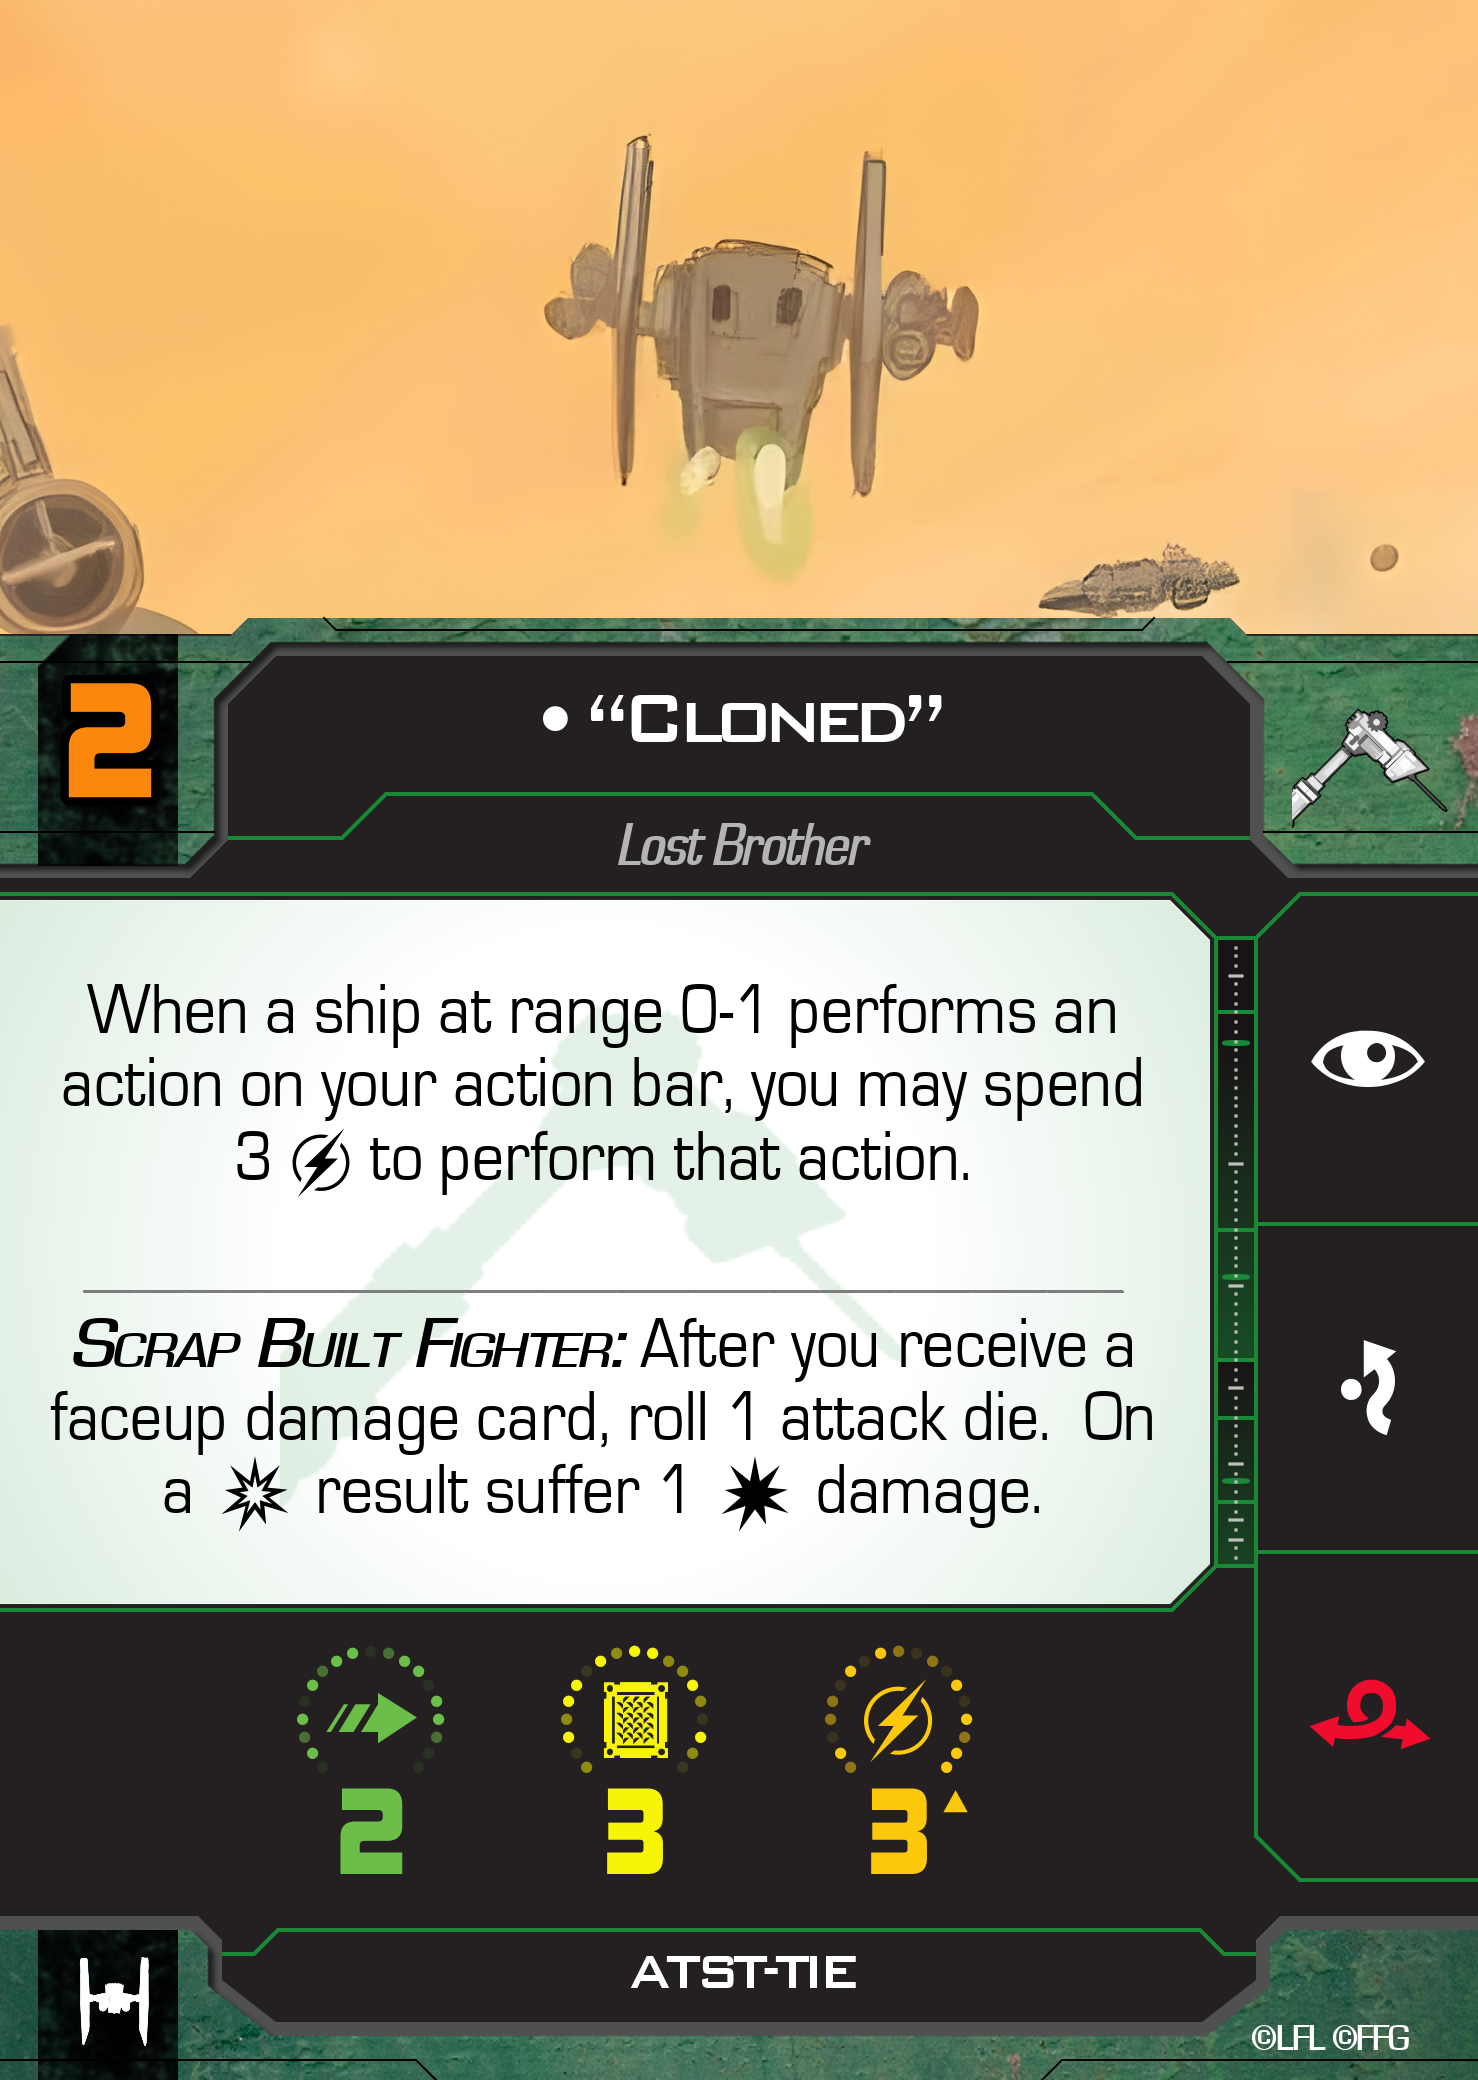 2
• “Cloned”
Lost Brother
When a ship at range 0-1 performs an
action on your action bar, you may spend
3 to perform that action.
Scrap Built Fighter: After you receive a
faceup damage card, roll 1 attack die. On
a result suffer 1 damage.
2 3 3
ATST-TIE
©LFL ©FFG